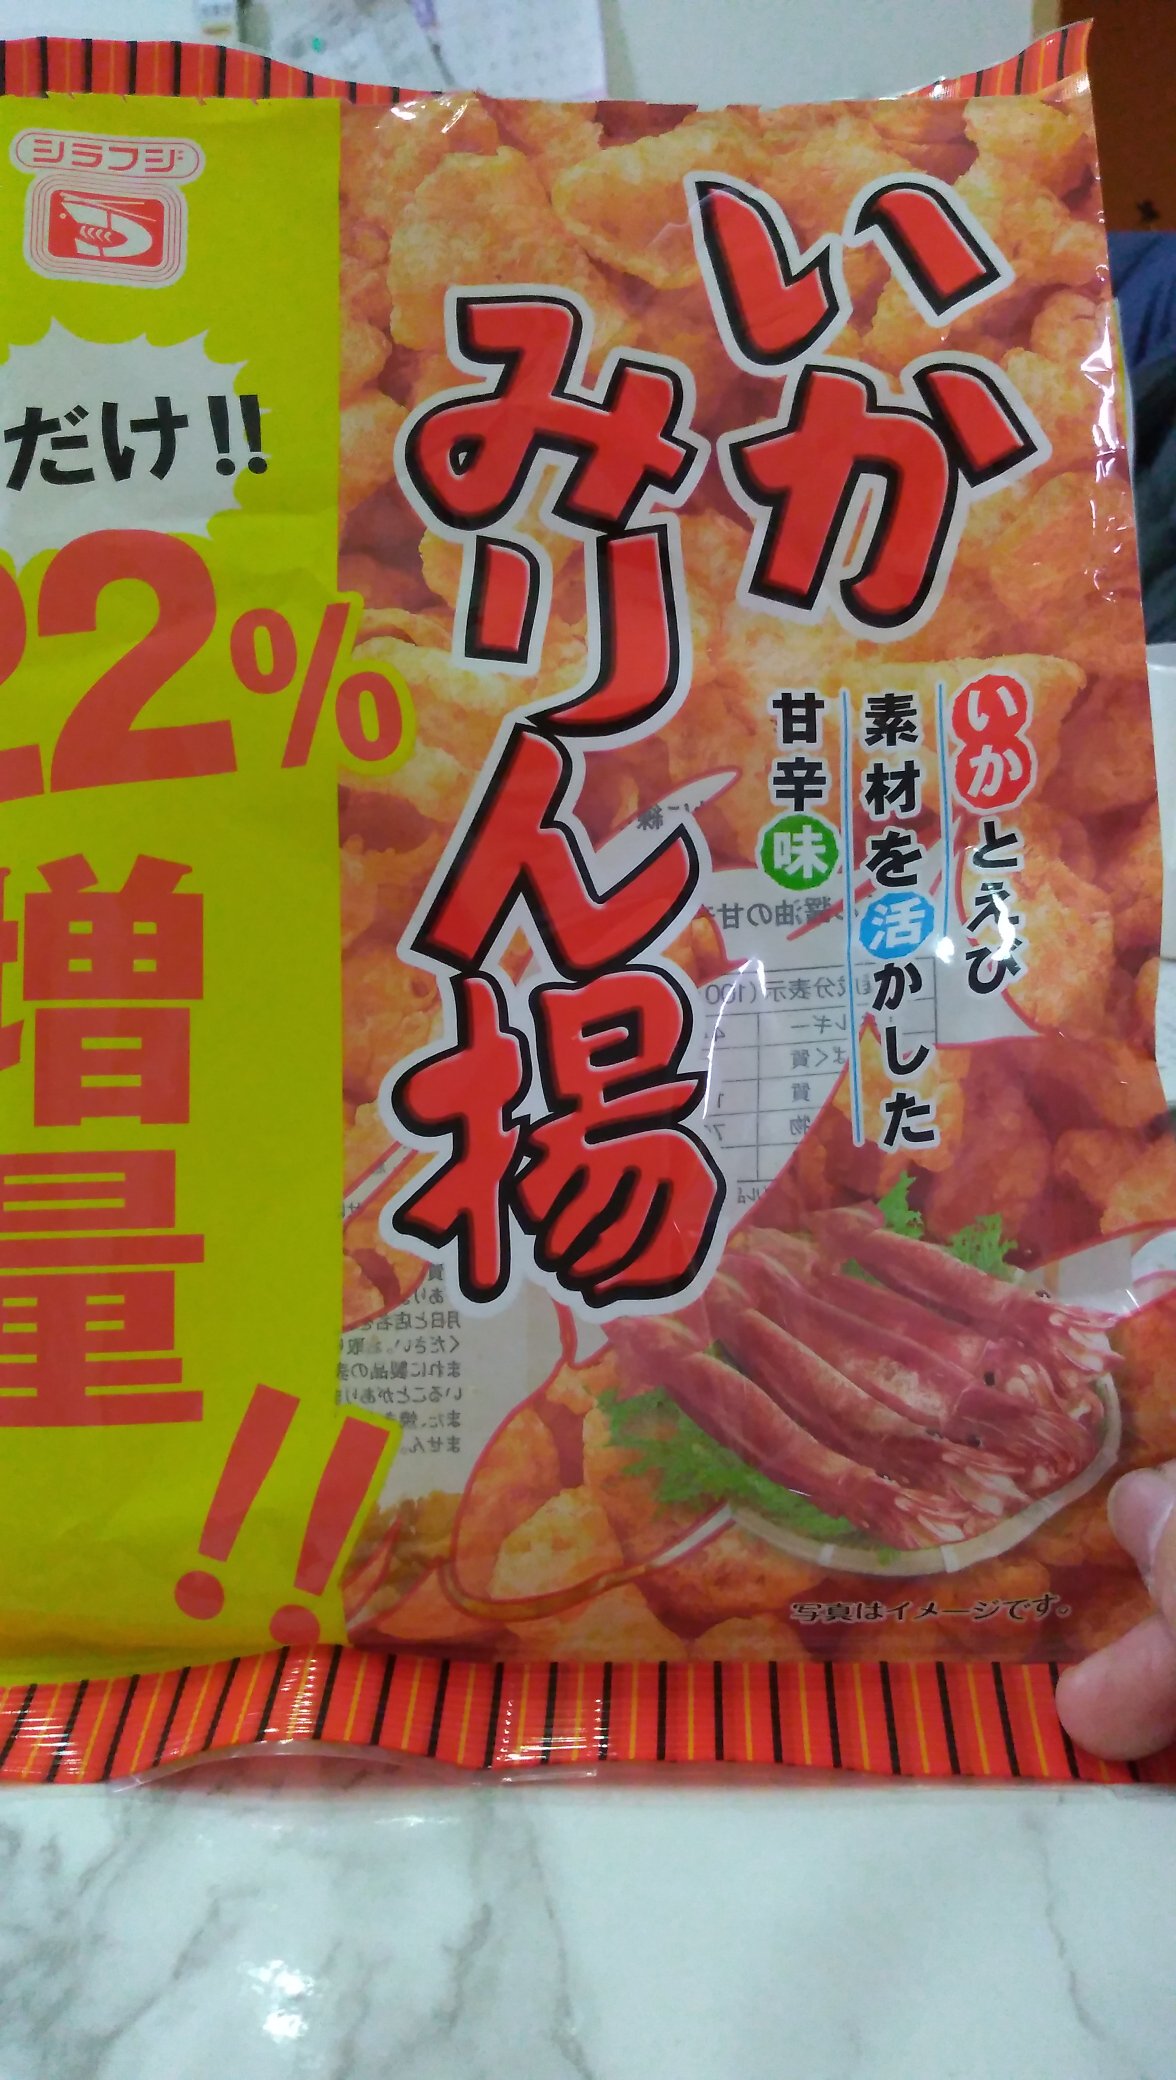 シラフジ
だけ!!
22%
増量
!!
いか
みりん揚
いかとえび
素材を活かした
甘辛味
写真はイメージです。